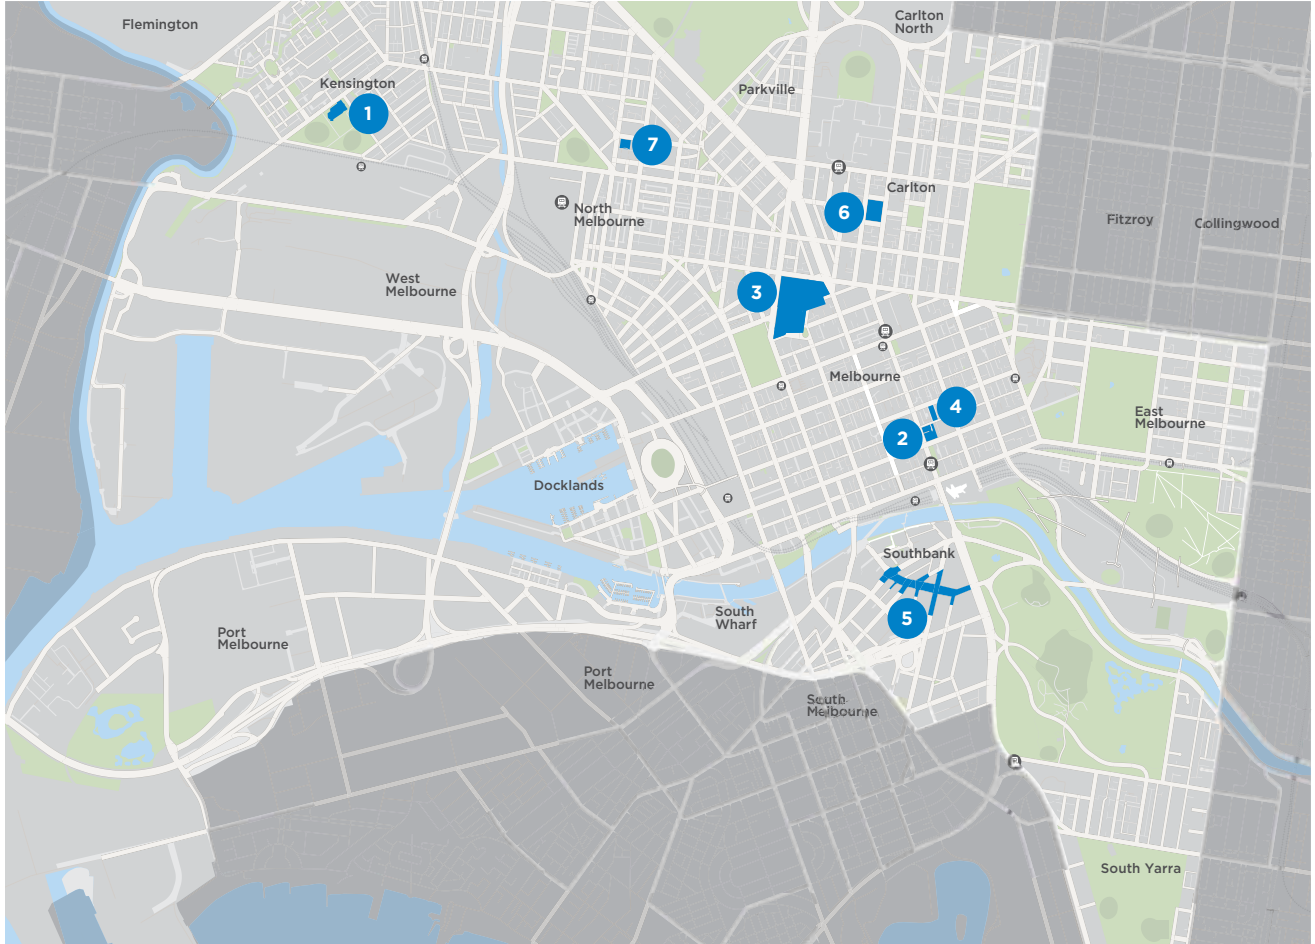 Flemington
Carlton
North
Kensington
Parkville
1
7
Carlton
6
North
Melbourne
Fitzroy
Collingwood
West
Melbourne
3
Melbourne
4
East
Melbourne
2
Docklands
Southbank
South
Wharf
5
Port
Melbourne
Port
Melbourne
South
Melbourne
South Yarra